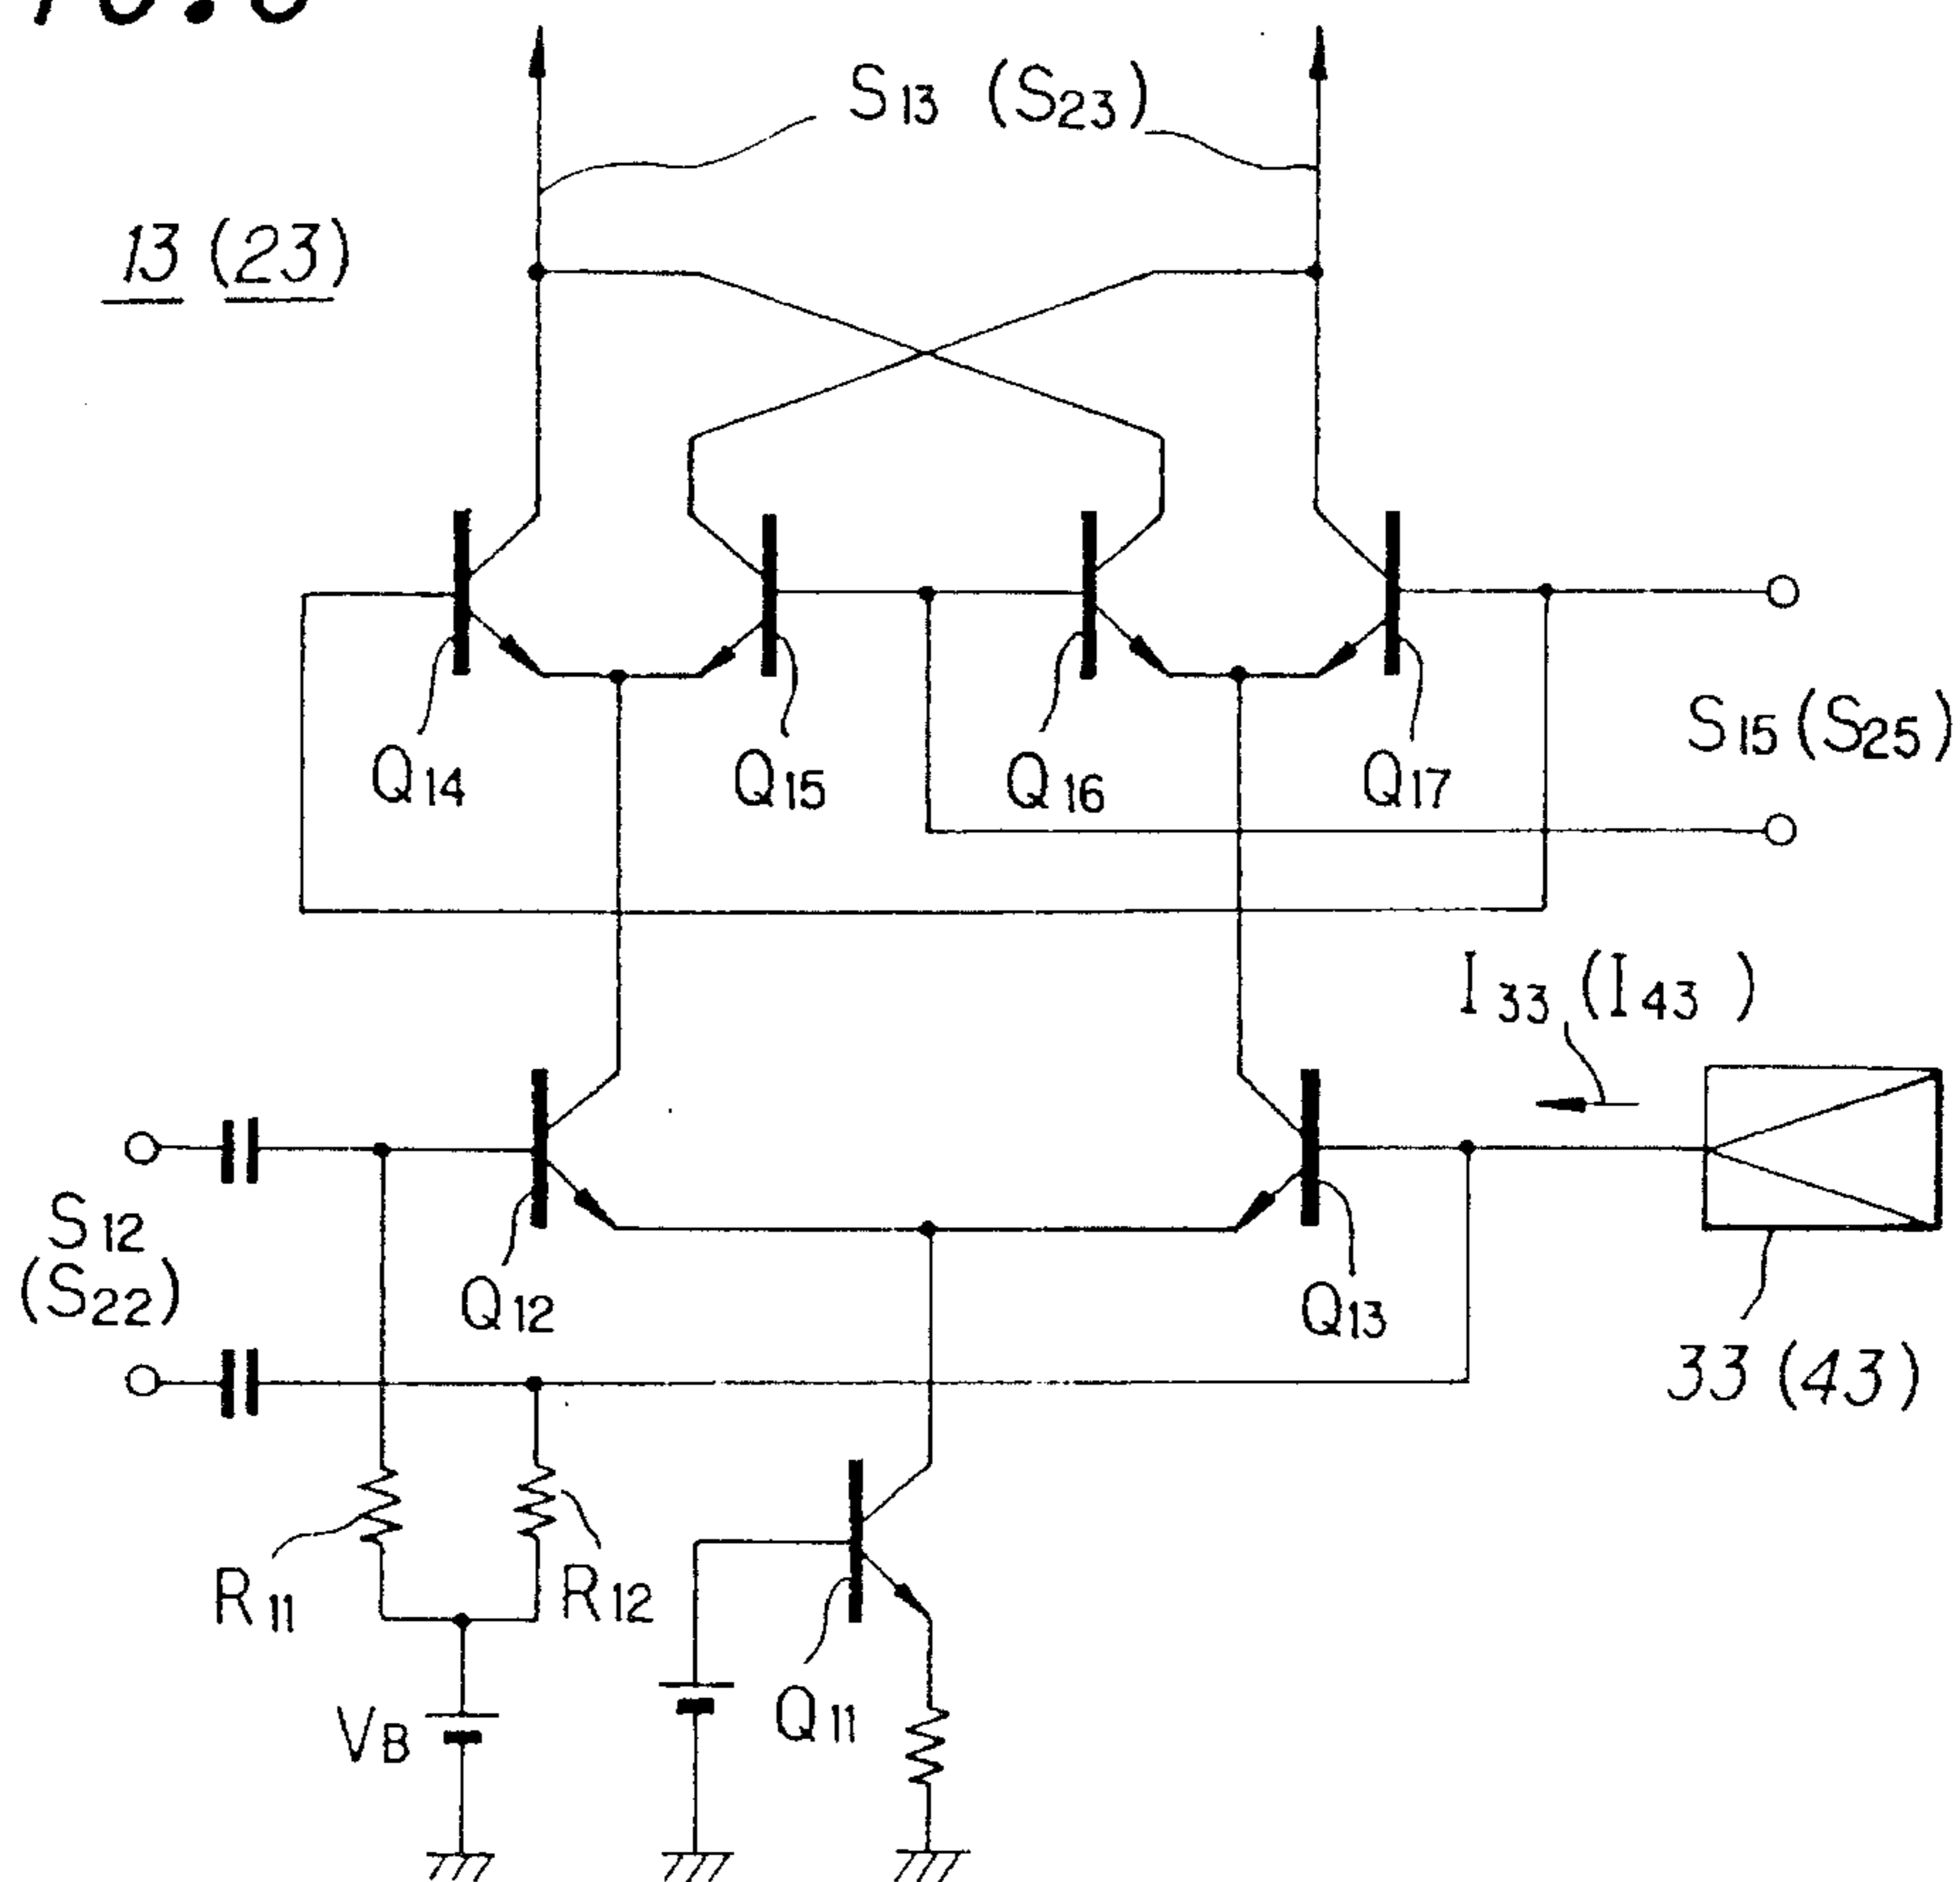 S13 (S23)
13 (23)
Q14
Q15
Q16
Q17
S15 (S25)
I33 (I43)
S12
(S22)
Q12
Q13
33 (43)
R11
R12
VB
Q11